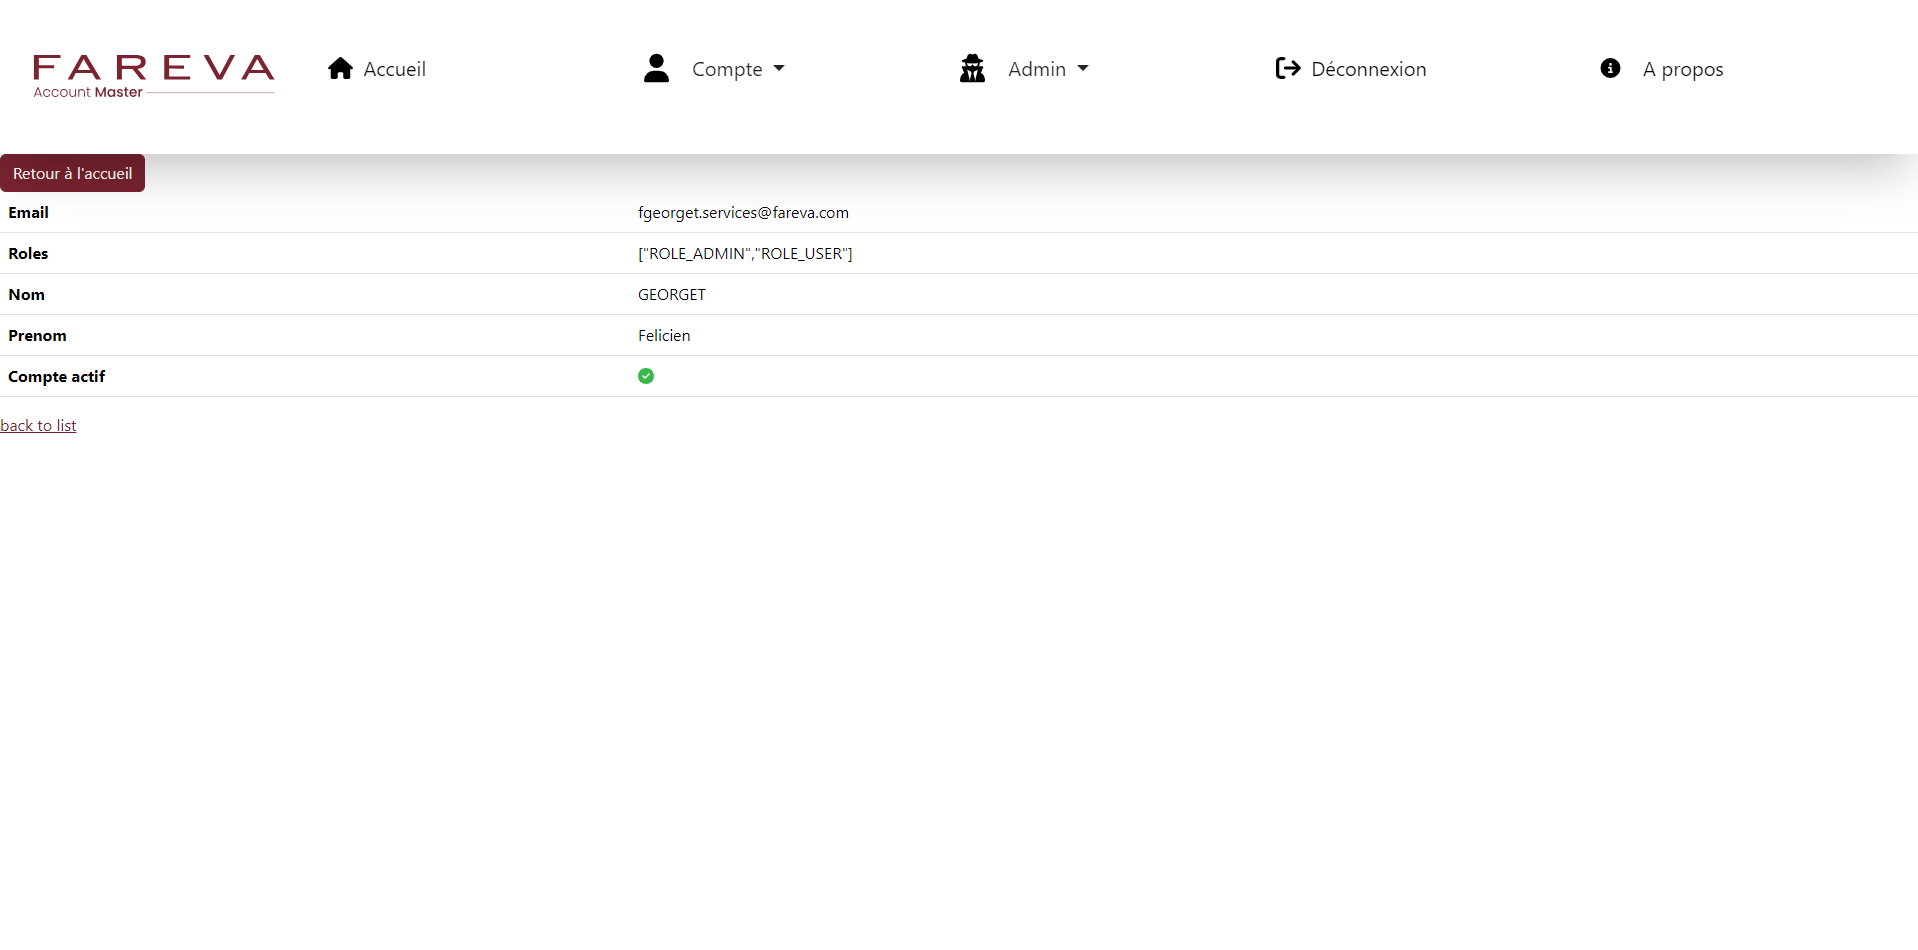 FAREVA
Account Master
Accueil
Compte
Admin
Déconnexion
A propos
Retour à l'accueil
Email fgeorget.services@fareva.com
Roles ["ROLE_ADMIN","ROLE_USER"]
Nom GEORGET
Prenom Felicien
Compte actif
back to list